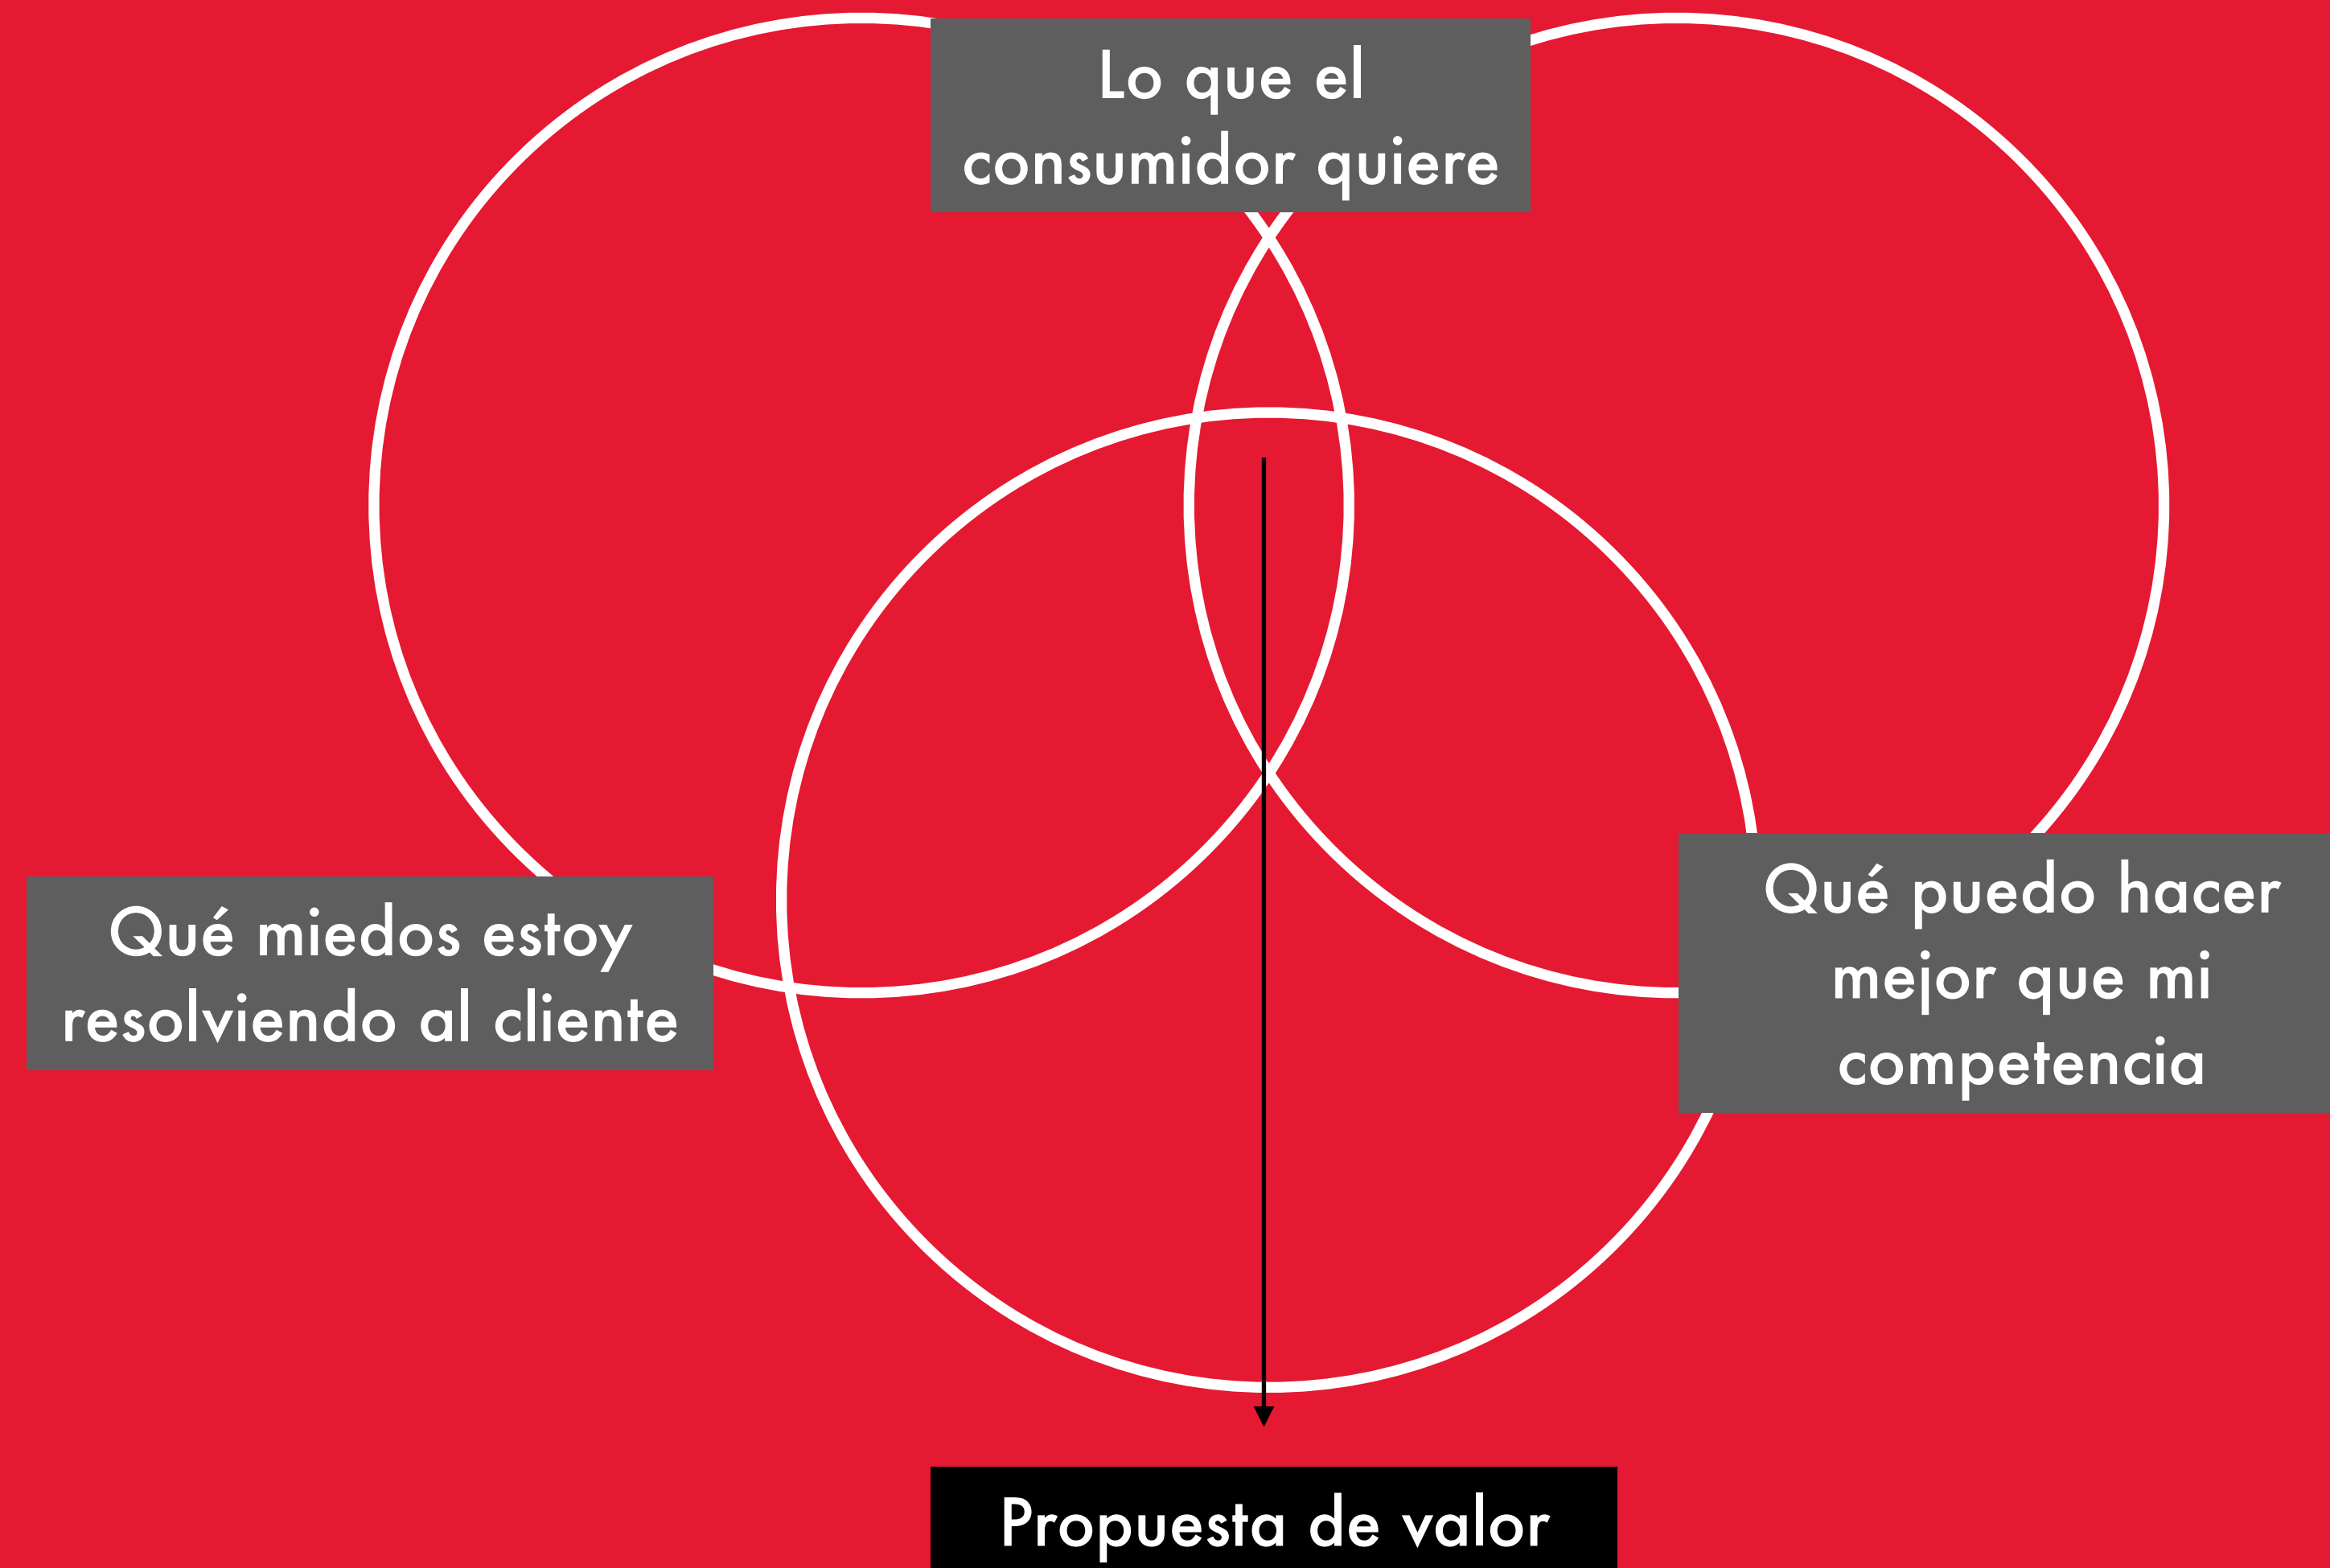 Lo que el
consumidor quiere
Qué miedos estoy
resolviendo al cliente
Qué puedo hacer
mejor que mi
competencia
Propuesta de valor